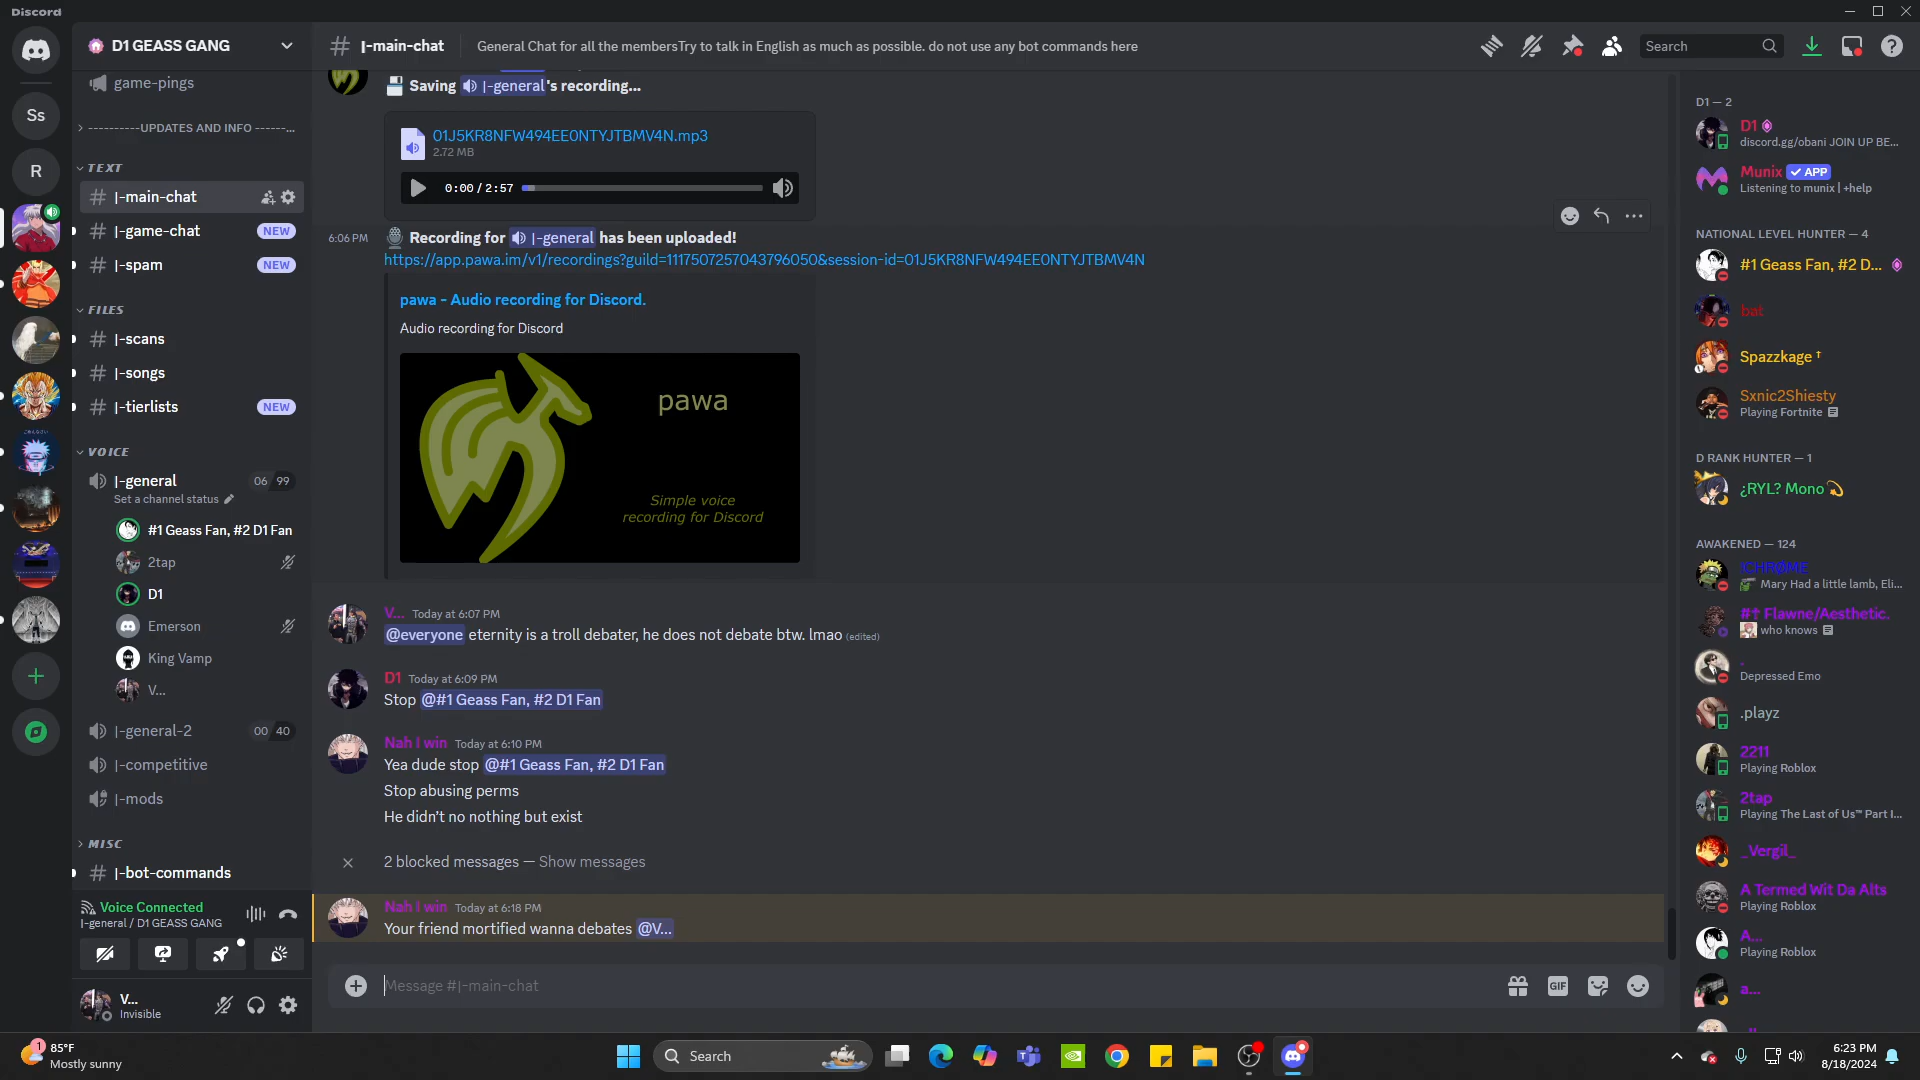 Discord
D1 GEASS GANG
|-main-chat
General Chat for all the membersTry to talk in English as much as possible. do not use any bot commands here
Search
Ss
R
game-pings
----------UPDATES AND INFO ------...
TEXT
|-main-chat
|-game-chat NEW
|-spam NEW
FILES
|-scans
|-songs
|-tierlists NEW
VOICE
|-general 06 99
Set a channel status
#1 Geass Fan, #2 D1 Fan
2tap
D1
Emerson
King Vamp
V...
|-general-2 00 40
|-competitive
|-mods
MISC
|-bot-commands
Voice Connected
|-general / D1 GEASS GANG
V...
Invisible
Saving |-general's recording...
01J5KR8NFW494EE0NTYJTBMV4N.mp3
2.72 MB
0:00 / 2:57
6:06 PM Recording for |-general has been uploaded!
https://app.pawa.im/v1/recordings?guild=1117507257043796050&session-id=01J5KR8NFW494EE0NTYJTBMV4N
pawa - Audio recording for Discord.
Audio recording for Discord
pawa
Simple voice
recording for Discord
V... Today at 6:07 PM
@everyone eternity is a troll debater, he does not debate btw. lmao (edited)
D1 Today at 6:09 PM
Stop @#1 Geass Fan, #2 D1 Fan
Nah I win Today at 6:10 PM
Yea dude stop @#1 Geass Fan, #2 D1 Fan
Stop abusing perms
He didn't no nothing but exist
2 blocked messages — Show messages
Nah I win Today at 6:18 PM
Your friend mortified wanna debates @V...
Message #|-main-chat
GIF
D1 — 2
D1
discord.gg/obani JOIN UP BE...
Munix APP
Listening to munix | +help
NATIONAL LEVEL HUNTER — 4
#1 Geass Fan, #2 D...
bat
Spazzkage †
Sxnic2Shiesty
Playing Fortnite
D RANK HUNTER — 1
¿RYL? Mono
AWAKENED — 124
!CHRØME
Mary Had a little lamb, Eli...
#† Flawne/Aesthetic.
who knows
.
Depressed Emo
.playz
2211
Playing Roblox
2tap
Playing The Last of Us™ Part I...
_Vergil_
A Termed Wit Da Alts
Playing Roblox
A...
Playing Roblox
a...
1
85°F
Mostly sunny
Search
6:23 PM
8/18/2024